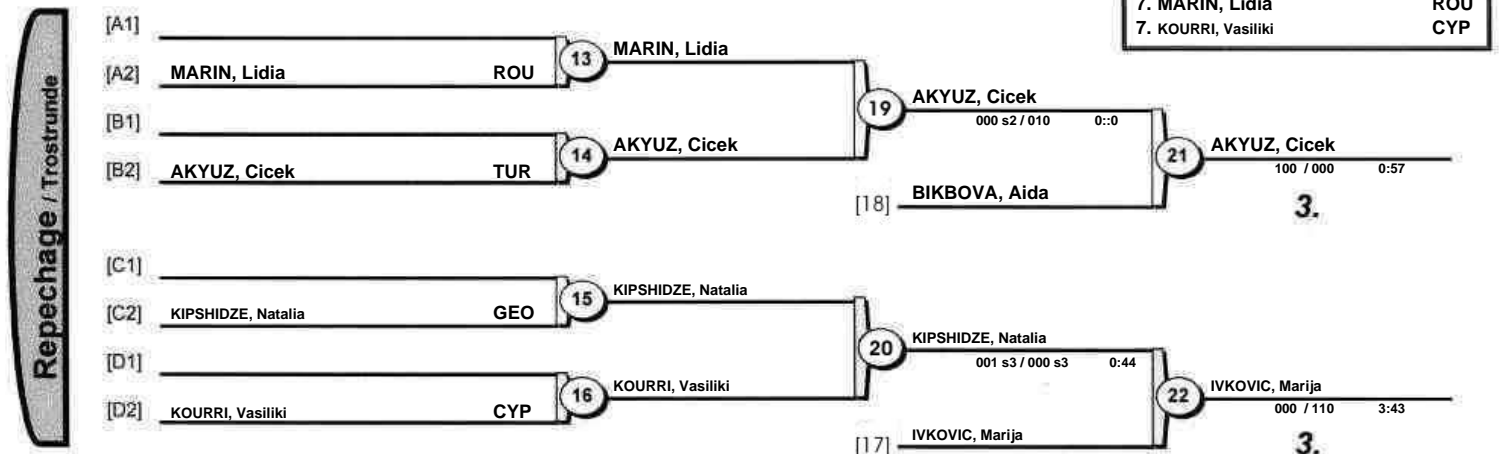 7. MARIN, Lidia ROU
7. KOURRI, Vasiliki CYP
Repechage / Trostrunde
[A1]
[A2] MARIN, Lidia ROU
13 MARIN, Lidia
[B1]
[B2] AKYUZ, Cicek TUR
14 AKYUZ, Cicek
19 AKYUZ, Cicek
000 s2 / 010 0::0
[18] BIKBOVA, Aida
21 AKYUZ, Cicek
100 / 000 0:57
3.
[C1]
[C2] KIPSHIDZE, Natalia GEO
15 KIPSHIDZE, Natalia
[D1]
[D2] KOURRI, Vasiliki CYP
16 KOURRI, Vasiliki
20 KIPSHIDZE, Natalia
001 s3 / 000 s3 0:44
[17] IVKOVIC, Marija
22 IVKOVIC, Marija
000 / 110 3:43
3.